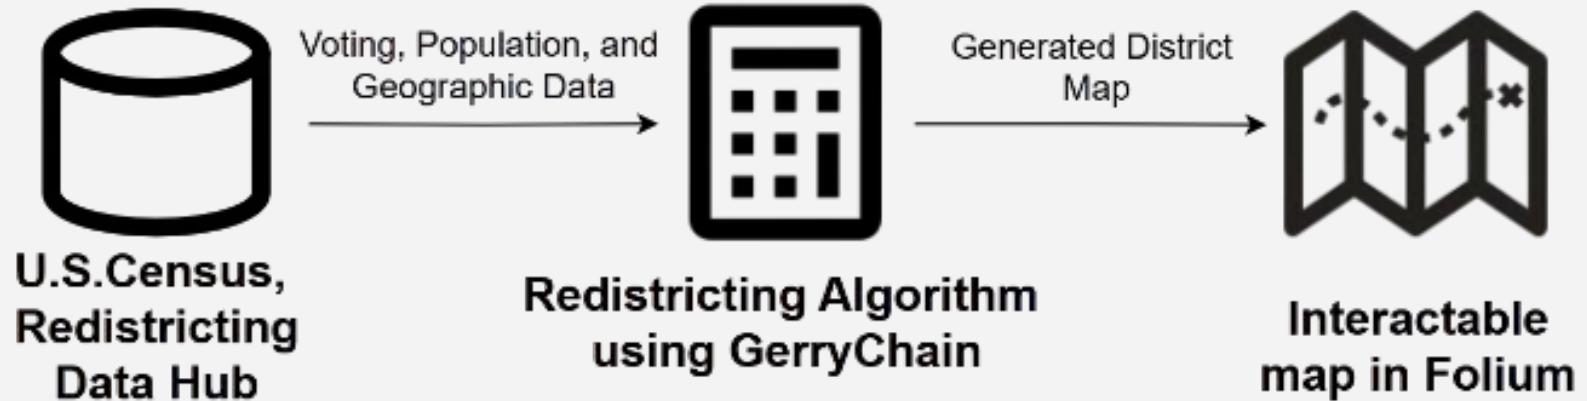 Voting, Population, and
Geographic Data
Generated District
Map
U.S.Census,
Redistricting
Data Hub
Redistricting Algorithm
using GerryChain
Interactable
map in Folium